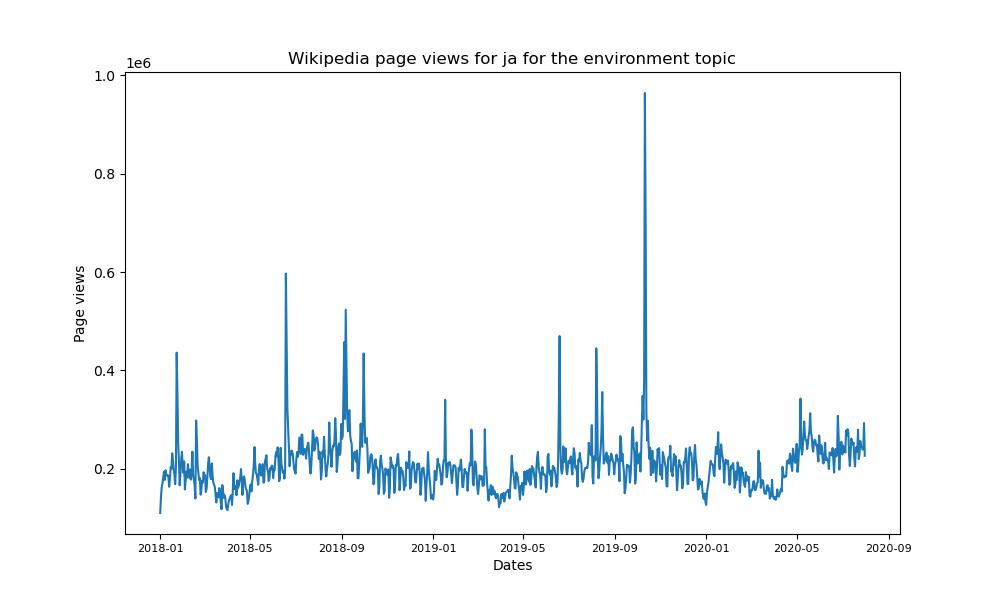 Wikipedia page views for ja for the environment topic
1e6
1.0
0.8
0.6
0.4
0.2
Page views
2018-01 2018-05 2018-09 2019-01 2019-05 2019-09 2020-01 2020-05 2020-09
Dates